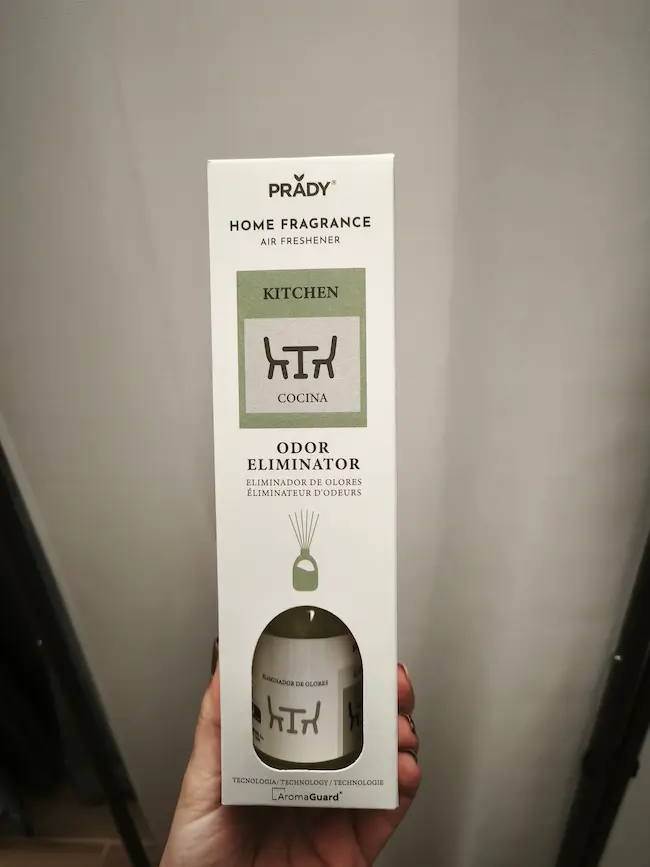 PRADY®
HOME FRAGRANCE
AIR FRESHENER
KITCHEN
COCINA
ODOR
ELIMINATOR
ELIMINADOR DE OLORES
ÉLIMINATEUR D'ODEURS
ELIMINADOR DE OLORES
TECNOLOGIA/TECHNOLOGY/TECHNOLOGIE
AromaGuard®